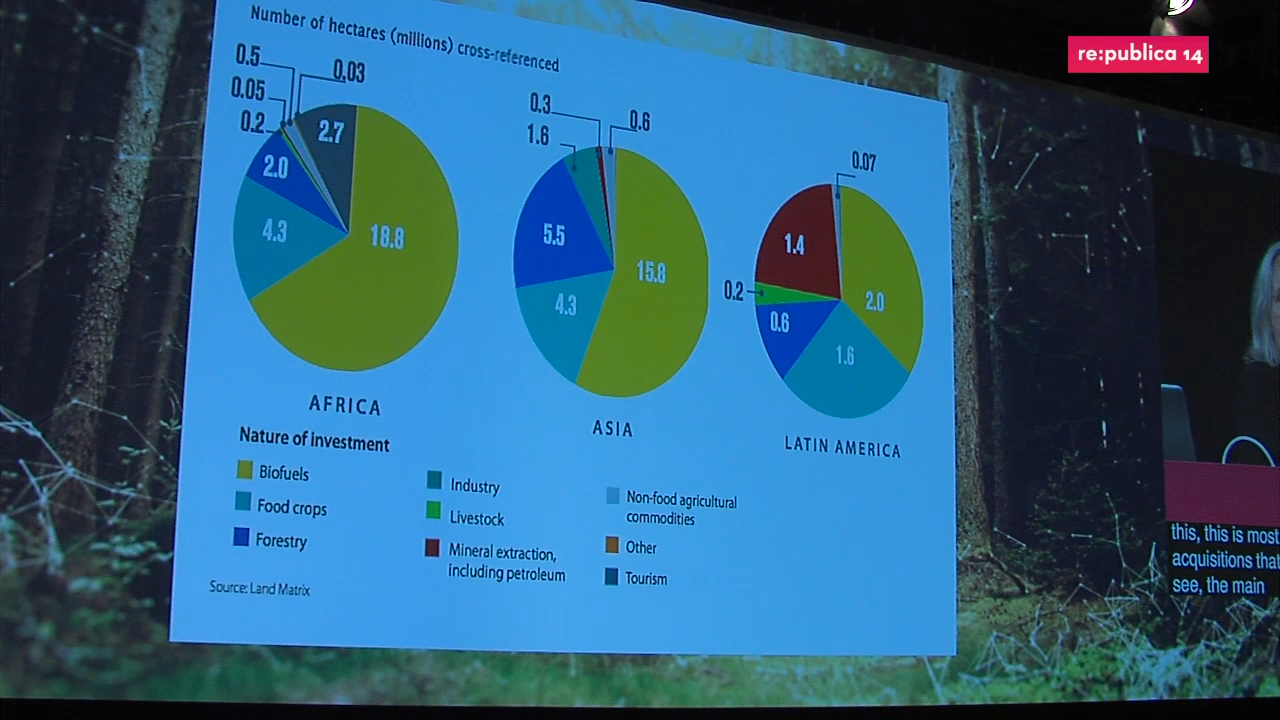 re:publica 14
Number of hectares (millions) cross-referenced
0.5
0.03
0.05
0.2
2.7
2.0
4.3
18.8
AFRICA
0.3
0.6
1.6
5.5
15.8
4.3
ASIA
0.07
1.4
0.2
2.0
0.6
1.6
LATIN AMERICA
Nature of investment
Biofuels
Food crops
Forestry
Industry
Livestock
Mineral extraction,
including petroleum
Non-food agricultural
commodities
Other
Tourism
Source: Land Matrix
this, this is most
acquisitions that
see, the main